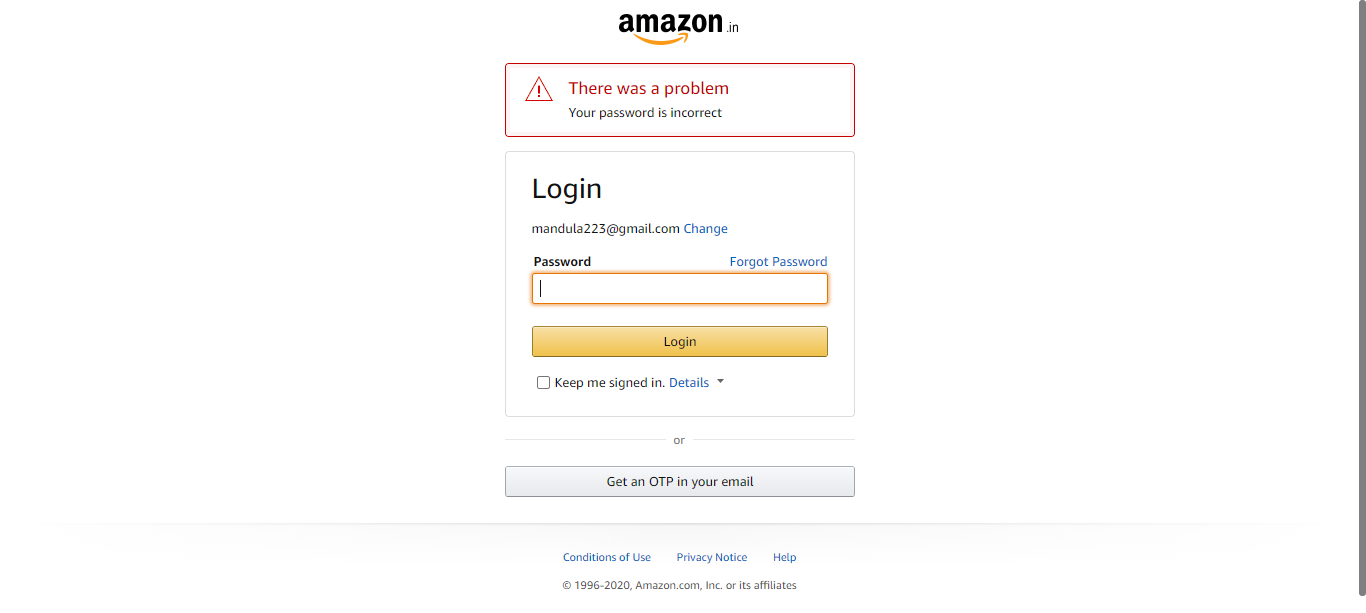 amazon.in
There was a problem
Your password is incorrect
Login
mandula223@gmail.com Change
Password Forgot Password
Login
Keep me signed in. Details
or
Get an OTP in your email
Conditions of Use Privacy Notice Help
© 1996-2020, Amazon.com, Inc. or its affiliates